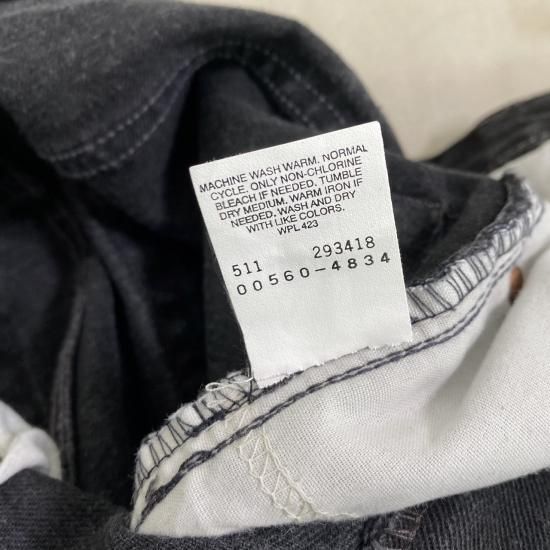 MACHINE WASH WARM. NORMAL
CYCLE. ONLY NON-CHLORINE
BLEACH IF NEEDED. TUMBLE
DRY MEDIUM. WARM IRON IF
NEEDED. WASH AND DRY
WITH LIKE COLORS.
WPL 423
511 293418
00560-4834